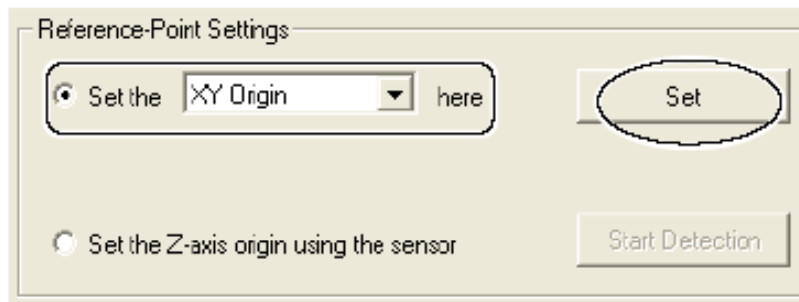 Reference-Point Settings
Set the XY Origin here Set
Set the Z-axis origin using the sensor Start Detection